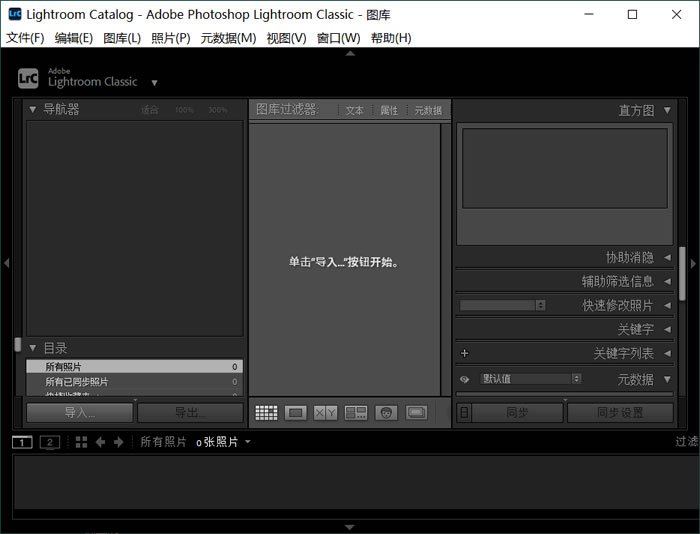 LrC Lightroom Catalog - Adobe Photoshop Lightroom Classic - 图库
文件(F) 编辑(E) 图库(L) 照片(P) 元数据(M) 视图(V) 窗口(W) 帮助(H)
LrC Adobe
Lightroom Classic
导航器 适合 100% 300%
图库过滤器: 文本 属性 元数据
直方图
单击“导入...”按钮开始。
协助消隐
辅助筛选信息
快速修改照片
关键字
目录
关键字列表
所有照片 0
默认值 元数据
所有已同步照片 0
导入... 导出...
XY
同步 同步设置
1 2 所有照片 0张照片 过滤